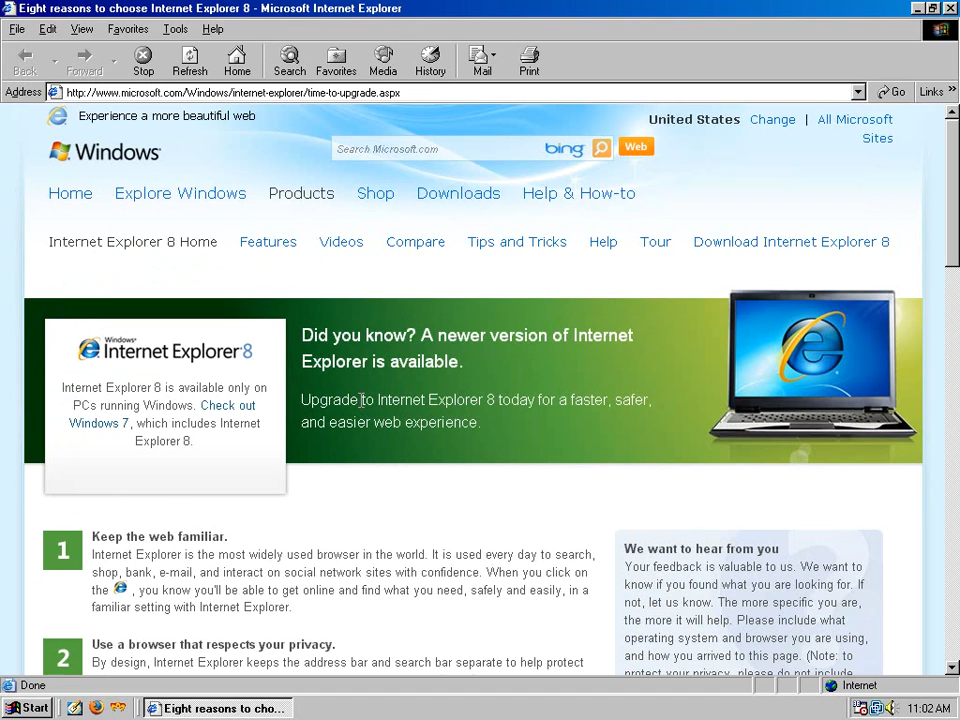 Eight reasons to choose Internet Explorer 8 - Microsoft Internet Explorer
File Edit View Favorites Tools Help
Back Forward Stop Refresh Home Search Favorites Media History Mail Print
Address http://www.microsoft.com/Windows/internet-explorer/time-to-upgrade.aspx Go Links »
Experience a more beautiful web
United States Change | All Microsoft
Sites
Windows
Search Microsoft.com bing Web
Home Explore Windows Products Shop Downloads Help & How-to
Internet Explorer 8 Home Features Videos Compare Tips and Tricks Help Tour Download Internet Explorer 8
Windows
Internet Explorer 8
Internet Explorer 8 is available only on
PCs running Windows. Check out
Windows 7, which includes Internet
Explorer 8.
Did you know? A newer version of Internet
Explorer is available.
Upgrade to Internet Explorer 8 today for a faster, safer,
and easier web experience.
1
Keep the web familiar.
Internet Explorer is the most widely used browser in the world. It is used every day to search,
shop, bank, e-mail, and interact on social network sites with confidence. When you click on
the , you know you'll be able to get online and find what you need, safely and easily, in a
familiar setting with Internet Explorer.
2
Use a browser that respects your privacy.
By design, Internet Explorer keeps the address bar and search bar separate to help protect
We want to hear from you
Your feedback is valuable to us. We want to
know if you found what you are looking for. If
not, let us know. The more specific you are,
the more it will help. Please include what
operating system and browser you are using,
and how you arrived to this page. (Note: to
protect your privacy, please do not include
Done Internet
Start Eight reasons to cho... 11:02 AM